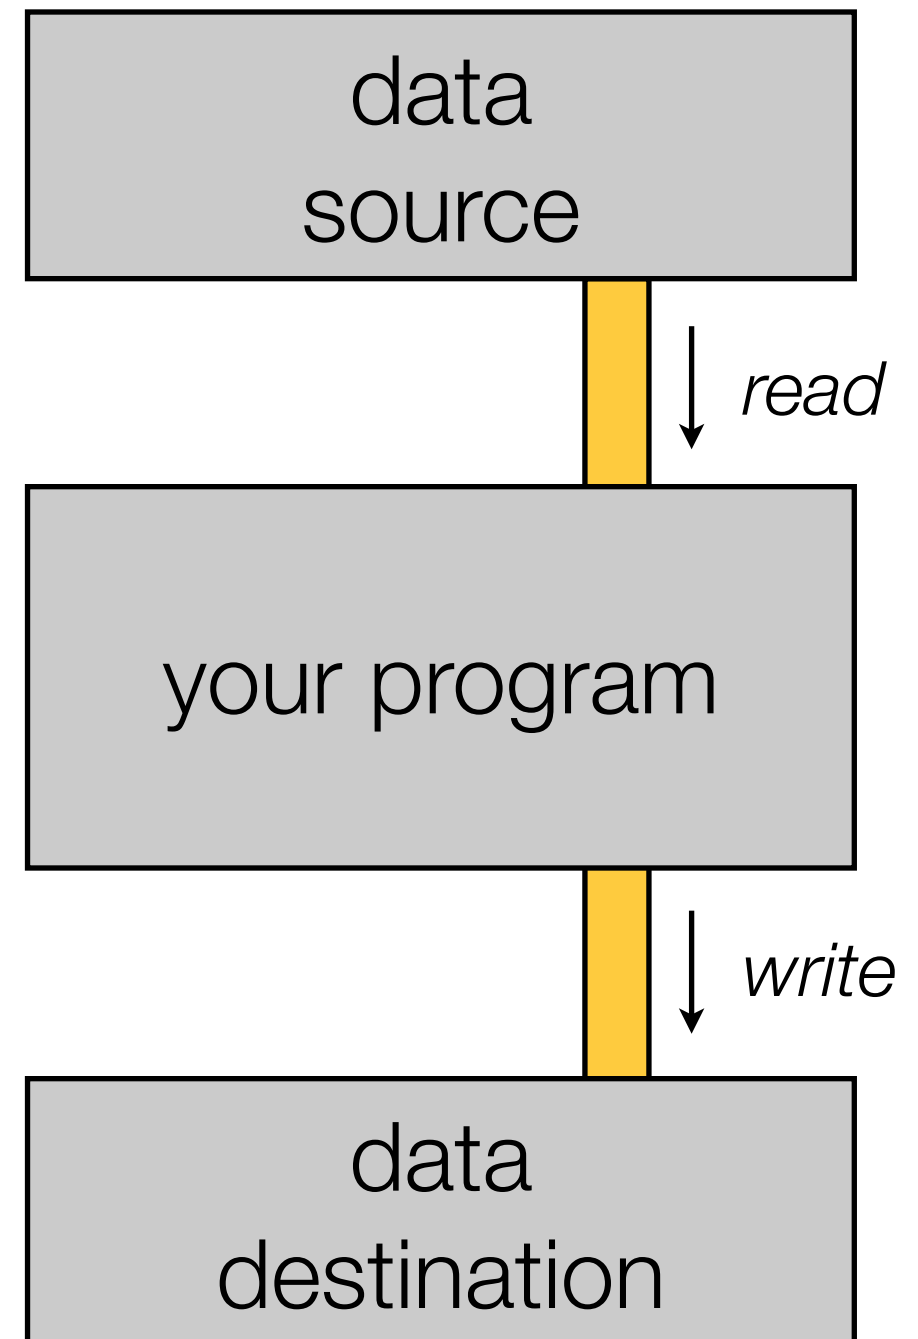 data
source
read
your program
write
data
destination